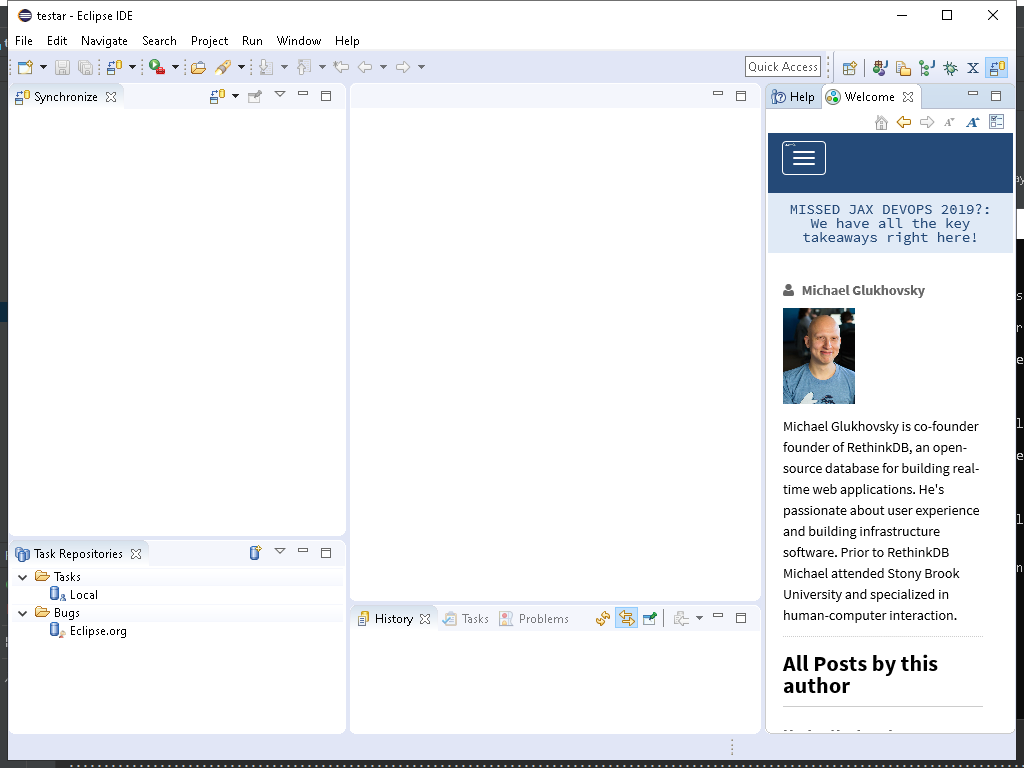 testar - Eclipse IDE
File Edit Navigate Search Project Run Window Help
Quick Access
Synchronize
Help
Welcome
MISSED JAX DEVOPS 2019?:
We have all the key
takeaways right here!
Michael Glukhovsky
Michael Glukhovsky is co-founder
founder of RethinkDB, an open-
source database for building real-
time web applications. He's
passionate about user experience
and building infrastructure
software. Prior to RethinkDB
Michael attended Stony Brook
University and specialized in
human-computer interaction.
All Posts by this
author
Task Repositories
Tasks
Local
Bugs
Eclipse.org
History
Tasks
Problems